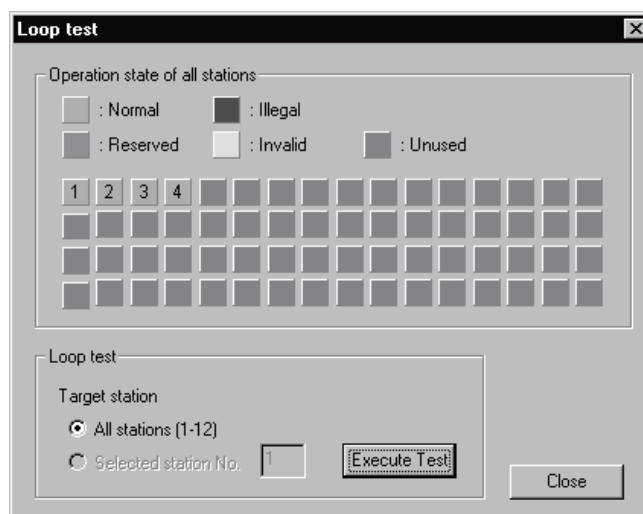 Loop test
Operation state of all stations
: Normal : Illegal
: Reserved : Invalid : Unused
1 2 3 4
Loop test
Target station
All stations (1-12)
Selected station No. 1 Execute Test
Close